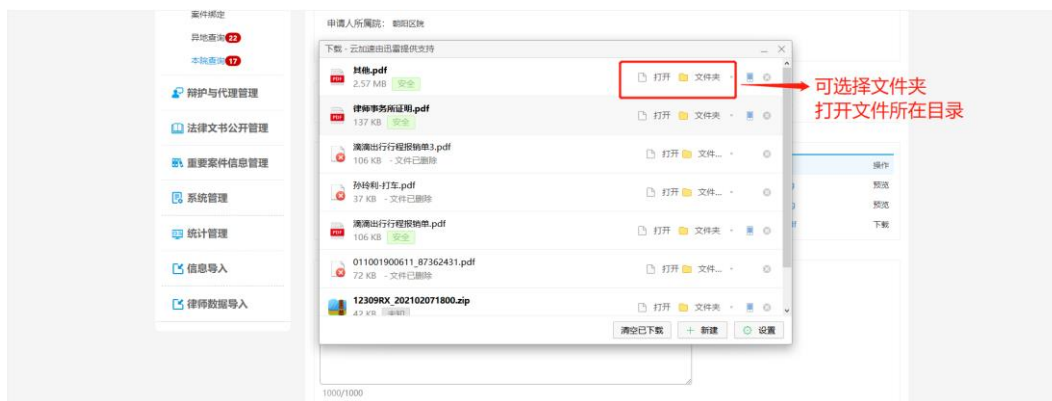 案件绑定
异地查询 22
本院查询 17
辩护与代理管理
法律文书公开管理
重要案件信息管理
系统管理
统计管理
信息导入
律师数据导入
申请人所属院： 朝阳区院
下载 - 云加速由迅雷提供支持
其他.pdf
2.57 MB 安全
打开 文件夹
律师事务所证明.pdf
137 KB 安全
打开 文件夹
滴滴出行行程报销单3.pdf
106 KB - 文件已删除
打开 文件...
孙玲利-打车.pdf
37 KB - 文件已删除
打开 文件...
滴滴出行行程报销单.pdf
106 KB 安全
打开 文件夹
011001900611_87362431.pdf
72 KB - 文件已删除
打开 文件...
12309RX_202102071800.zip
42 KB 未知
打开 文件夹
清空已下载 + 新建 设置
可选择文件夹
打开文件所在目录
操作
预览
预览
下载
1000/1000